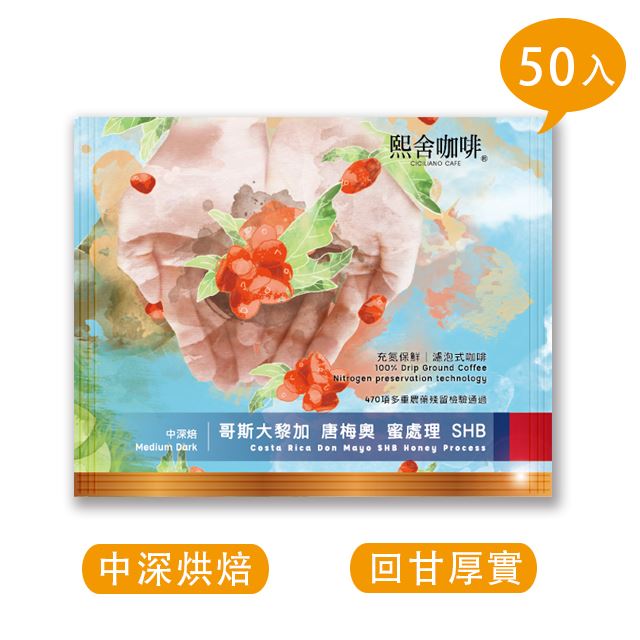 50入
熙舍咖啡®
CICILIANO CAFE
充氮保鮮｜濾泡式咖啡
100% Drip Ground Coffee
Nitrogen preservation technology
470項多重農藥殘留檢驗通過
中深焙
Medium Dark
哥斯大黎加 唐梅奧 蜜處理 SHB
Costa Rica Don Mayo SHB Honey Process
中深烘焙
回甘厚實